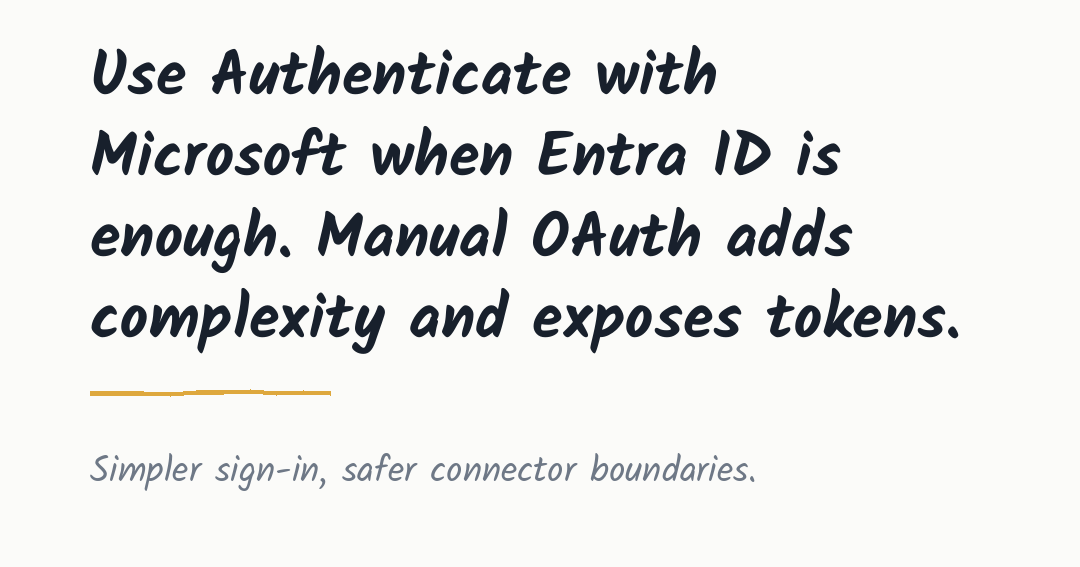 Use Authenticate with
Microsoft when Entra ID is
enough. Manual OAuth adds
complexity and exposes tokens.
Simpler sign-in, safer connector boundaries.